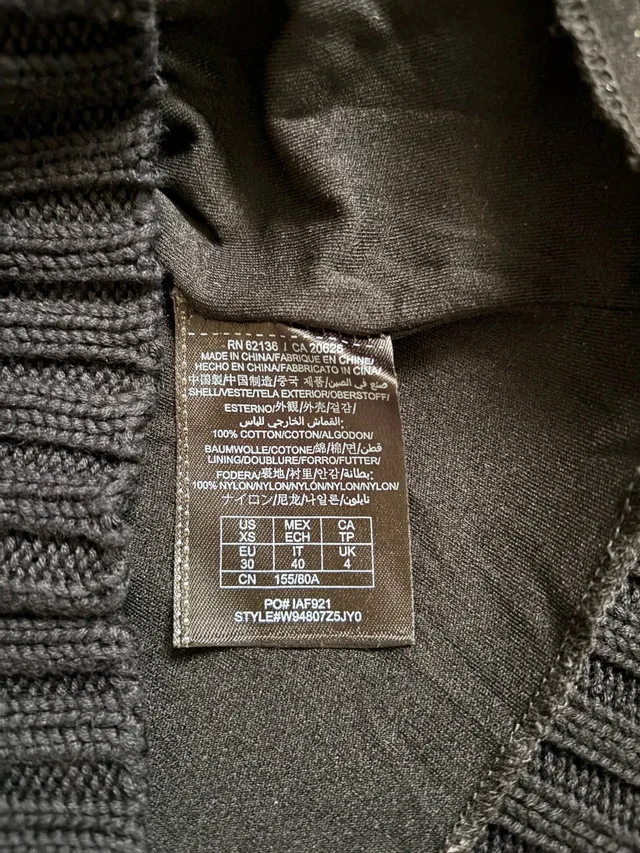 RN 62136 / CA 20626
MADE IN CHINA/FABRIQUE EN CHINE/
HECHO EN CHINA/FABBRICATO IN CINA/
中国製/中国制造/중국 제품/صنع في الصين
SHELL/VESTE/TELA EXTERIOR/OBERSTOFF/
ESTERNO/外観/外壳/겉감/
القماش الخارجي للباس:
100% COTTON/COTON/ALGODON/
BAUMWOLLE/COTONE/綿/棉/면/قطن
LINING/DOUBLURE/FORRO/FUTTER/
FODERA/裏地/衬里/안감/بطانة:
100% NYLON/NYLON/NYLON/NYLON/NYLON/
ナイロン/尼龙/나일론/نايلون
US MEX CA
XS ECH TP
EU IT UK
30 40 4
CN 155/80A
PO# IAF921
STYLE#W94807Z5JY0